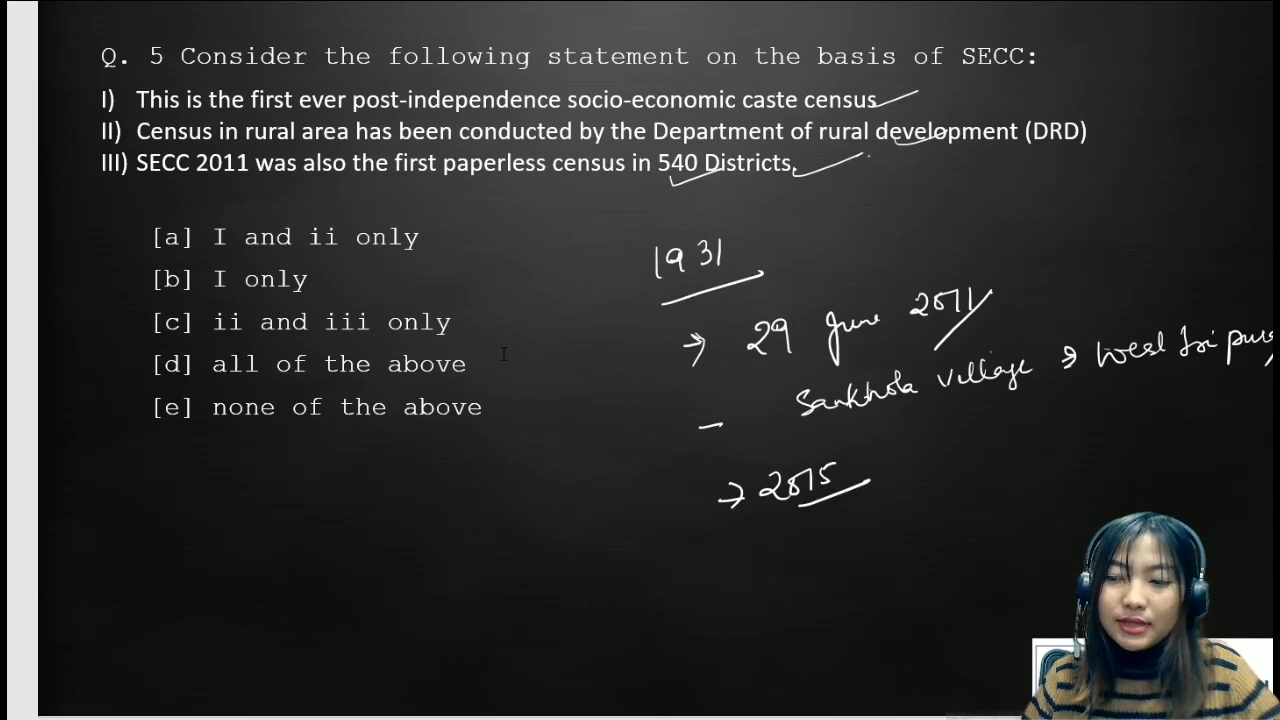 Q. 5 Consider the following statement on the basis of SECC:
I) This is the first ever post-independence socio-economic caste census
II) Census in rural area has been conducted by the Department of rural development (DRD)
III) SECC 2011 was also the first paperless census in 540 Districts.
[a] I and ii only
[b] I only
[c] ii and iii only
[d] all of the above
[e] none of the above
1931
→ 29 June 2011
Sankhola village → West
→ 2015